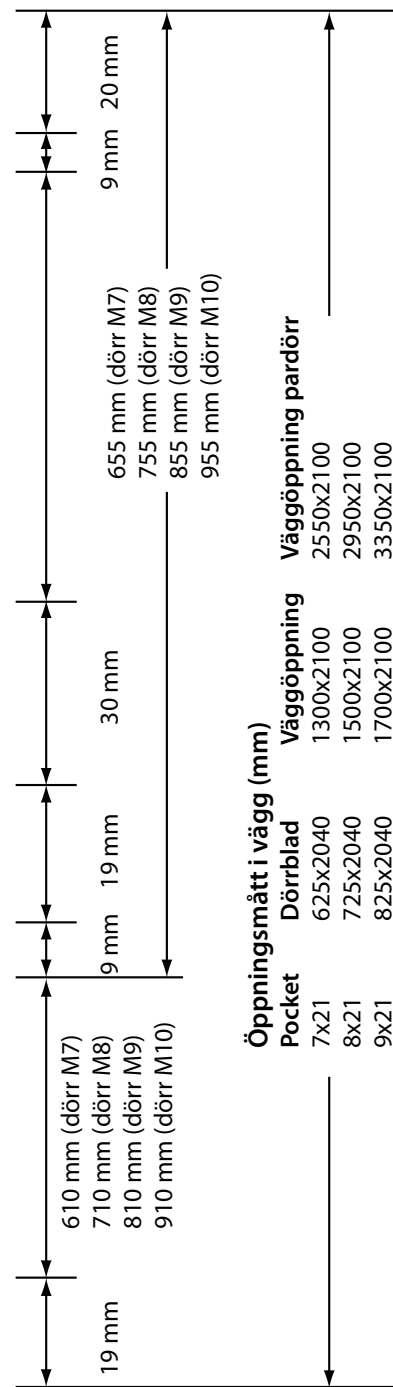 19 mm
610 mm (dörr M7)
710 mm (dörr M8)
810 mm (dörr M9)
910 mm (dörr M10)
9 mm
19 mm
30 mm
655 mm (dörr M7)
755 mm (dörr M8)
855 mm (dörr M9)
955 mm (dörr M10)
9 mm
20 mm
Öppningsmått i vägg (mm)
Pocket Dörrblad Väggöppning Väggöppning pardörr
7x21 625x2040 1300x2100 2550x2100
8x21 725x2040 1500x2100 2950x2100
9x21 825x2040 1700x2100 3350x2100